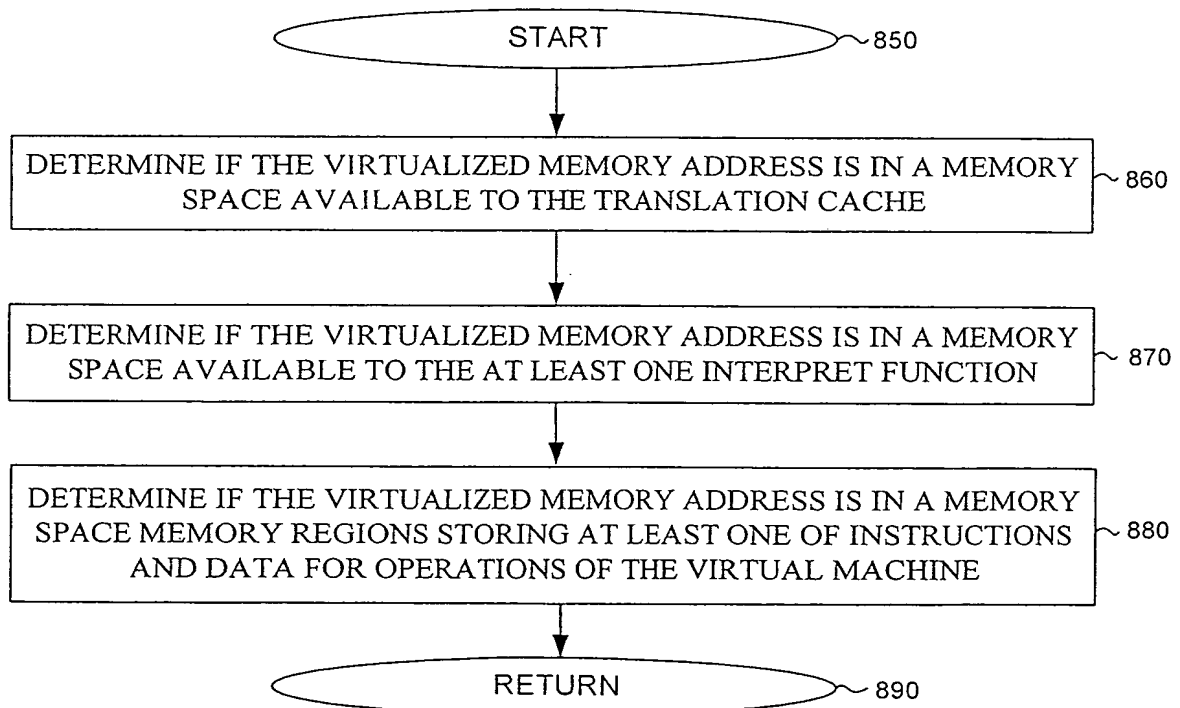 START
850
DETERMINE IF THE VIRTUALIZED MEMORY ADDRESS IS IN A MEMORY
SPACE AVAILABLE TO THE TRANSLATION CACHE
860
DETERMINE IF THE VIRTUALIZED MEMORY ADDRESS IS IN A MEMORY
SPACE AVAILABLE TO THE AT LEAST ONE INTERPRET FUNCTION
870
DETERMINE IF THE VIRTUALIZED MEMORY ADDRESS IS IN A MEMORY
SPACE MEMORY REGIONS STORING AT LEAST ONE OF INSTRUCTIONS
AND DATA FOR OPERATIONS OF THE VIRTUAL MACHINE
880
RETURN
890